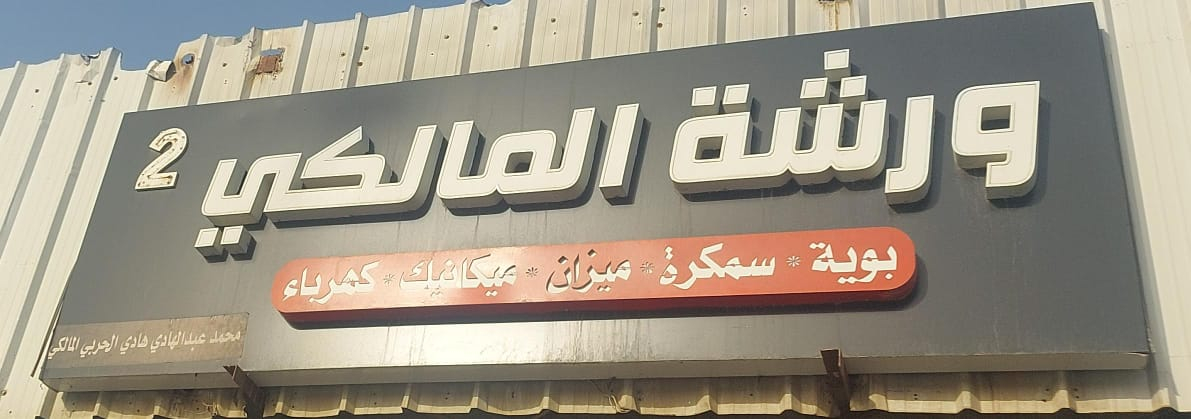 ورشة المالكي 2
بوية * سمكرة * ميزان * ميكانيك * كهرباء
محمد عبدالهادي هادي الحربي المالكي